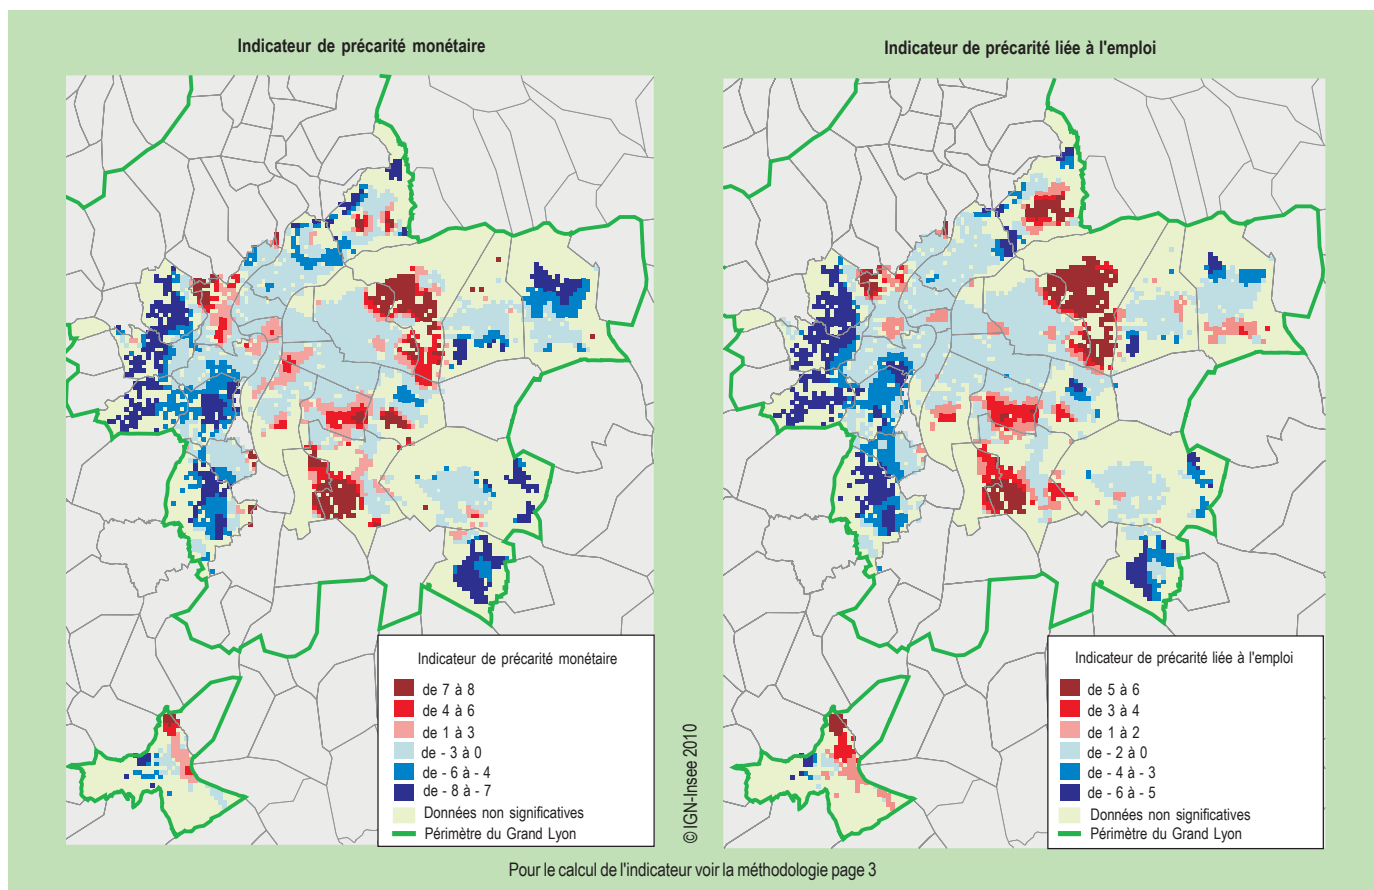 Indicateur de précarité monétaire
Indicateur de précarité liée à l'emploi
Indicateur de précarité monétaire
de 7 à 8
de 4 à 6
de 1 à 3
de - 3 à 0
de - 6 à - 4
de - 8 à - 7
Données non significatives
Périmètre du Grand Lyon
© IGN-Insee 2010
Indicateur de précarité liée à l'emploi
de 5 à 6
de 3 à 4
de 1 à 2
de - 2 à 0
de - 4 à - 3
de - 6 à - 5
Données non significatives
Périmètre du Grand Lyon
Pour le calcul de l'indicateur voir la méthodologie page 3